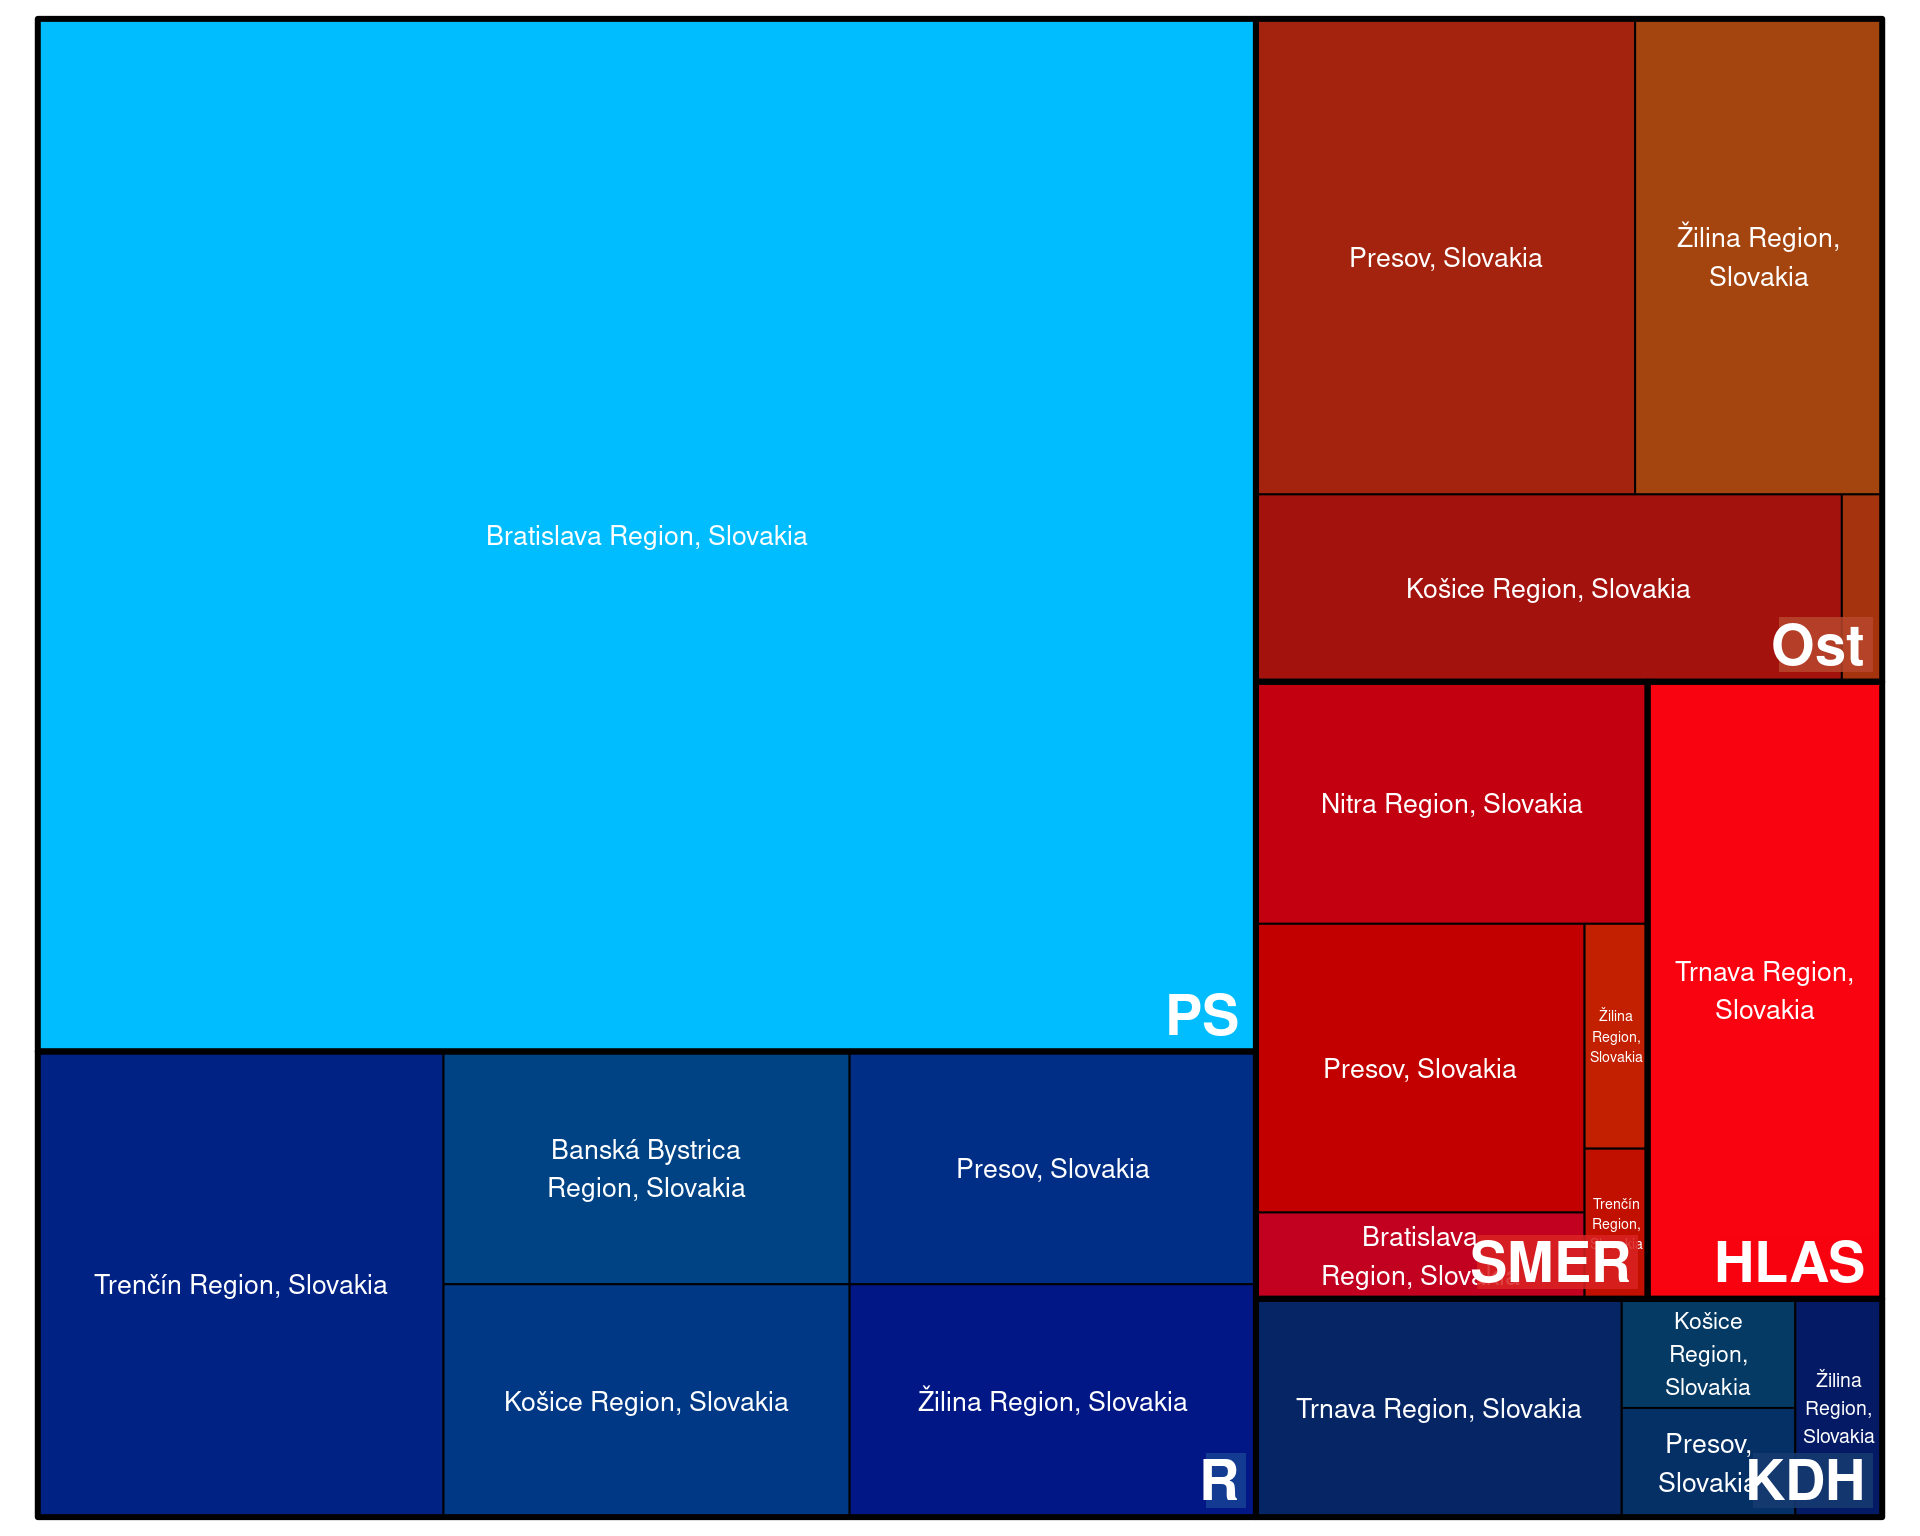 Bratislava Region, Slovakia
PS
Trenčín Region, Slovakia
Banská Bystrica
Region, Slovakia
Presov, Slovakia
Košice Region, Slovakia
Žilina Region, Slovakia
R
Presov, Slovakia
Žilina Region,
Slovakia
Košice Region, Slovakia
Ost
Nitra Region, Slovakia
Presov, Slovakia
Žilina
Region,
Slovakia
Bratislava
Region, Slovakia
Trenčín
Region,
Slovakia
SMER
Trnava Region,
Slovakia
HLAS
Trnava Region, Slovakia
Košice
Region,
Slovakia
Presov,
Slovakia
Žilina
Region,
Slovakia
KDH